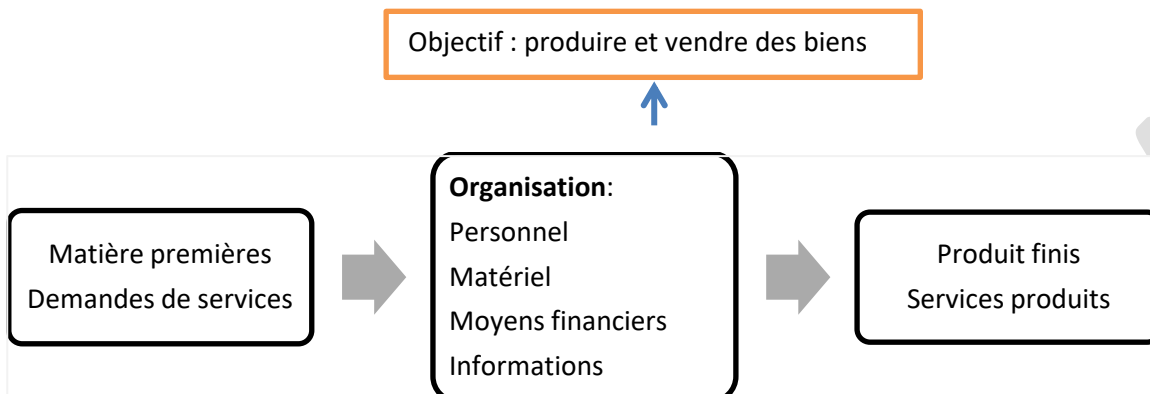 Objectif : produire et vendre des biens
Matière premières
Demandes de services
Organisation:
Personnel
Matériel
Moyens financiers
Informations
Produit finis
Services produits